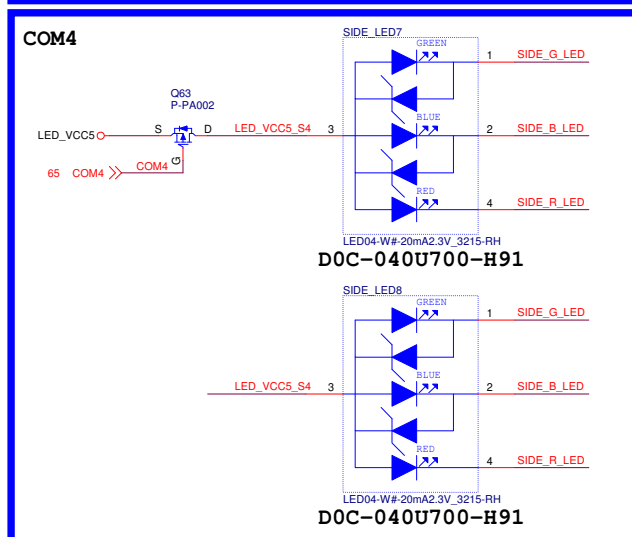 COM4
SIDE_LED7
GREEN
1 SIDE_G_LED
Q63
P-PA002
LED_VCC5 S D LED_VCC5_S4 3
BLUE
2 SIDE_B_LED
G
65 COM4 COM4
RED
4 SIDE_R_LED
LED04-W#-20mA2.3V_3215-RH
D0C-040U700-H91
SIDE_LED8
GREEN
1 SIDE_G_LED
LED_VCC5_S4 3
BLUE
2 SIDE_B_LED
RED
4 SIDE_R_LED
LED04-W#-20mA2.3V_3215-RH
D0C-040U700-H91